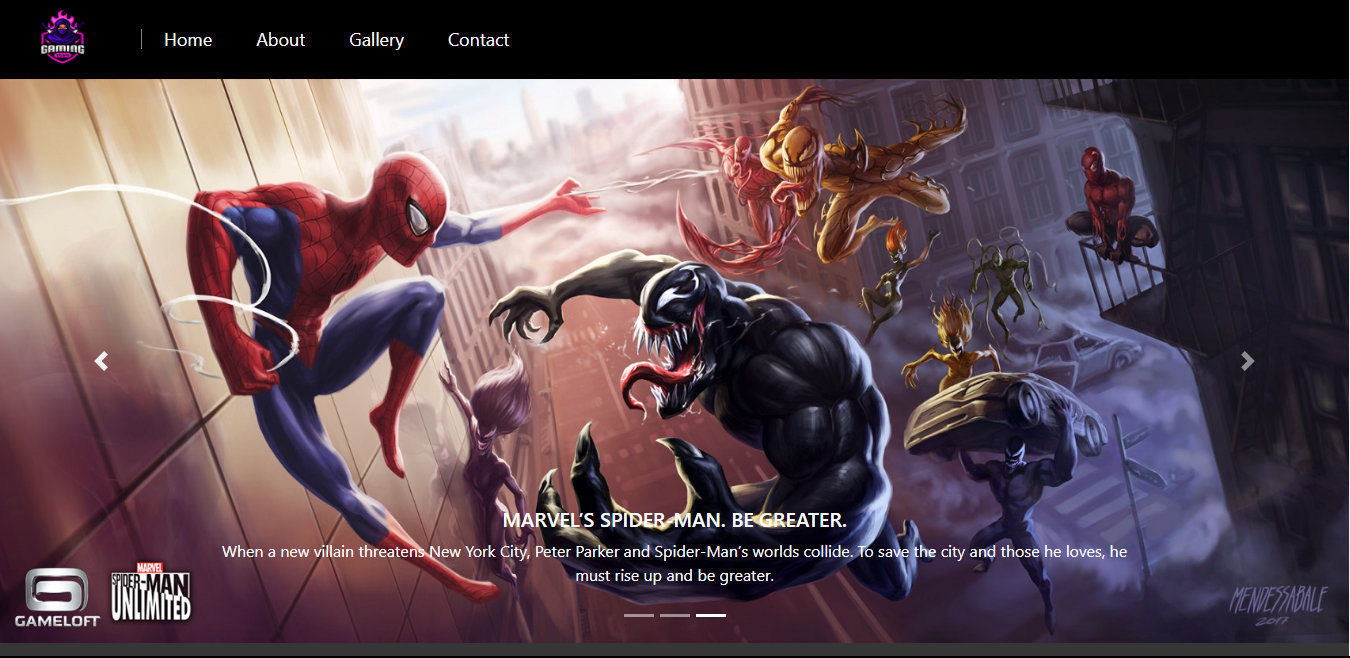 GAMING
Home
About
Gallery
Contact
MARVEL’S SPIDER-MAN. BE GREATER.
When a new villain threatens New York City, Peter Parker and Spider-Man’s worlds collide. To save the city and those he loves, he
must rise up and be greater.
GAMELOFT
MARVEL
SPIDER-MAN
UNLIMITED
MENDESSABALE
2017